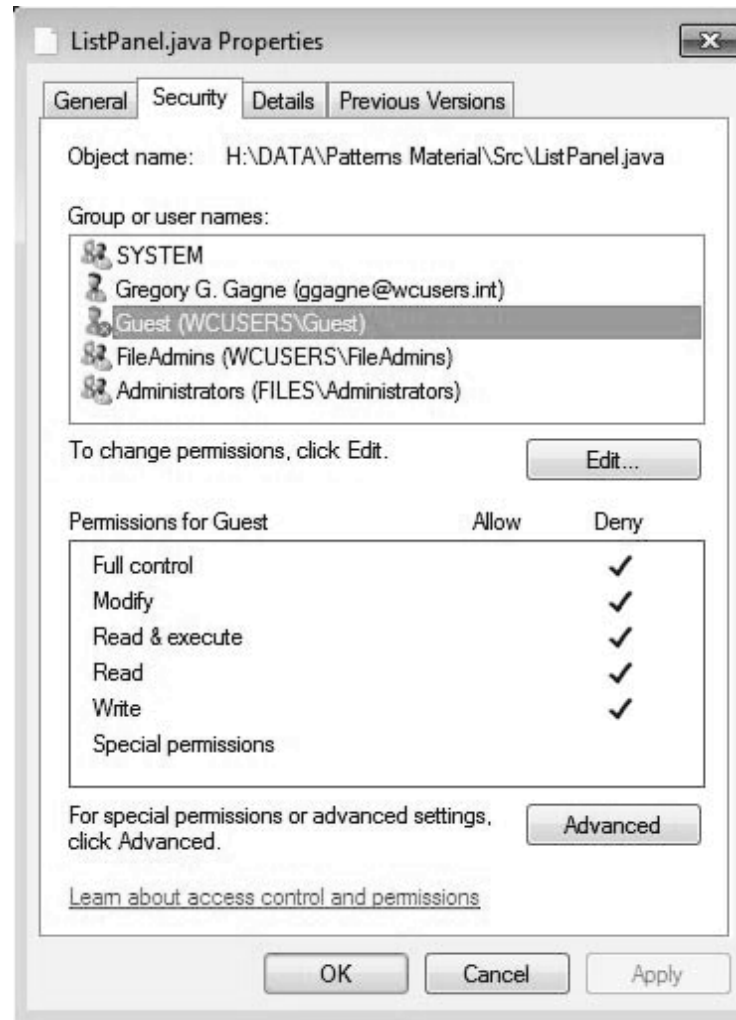 ListPanel.java Properties
General Security Details Previous Versions
Object name: H:\DATA\Patterns Material\Src\ListPanel.java
Group or user names:
SYSTEM
Gregory G. Gagne (ggagne@wcusers.int)
Guest (WCUSERS\Guest)
FileAdmins (WCUSERS\FileAdmins)
Administrators (FILES\Administrators)
To change permissions, click Edit.
Edit...
Permissions for Guest Allow Deny
Full control
Modify
Read & execute
Read
Write
Special permissions
For special permissions or advanced settings,
click Advanced.
Advanced
Learn about access control and permissions
OK Cancel Apply